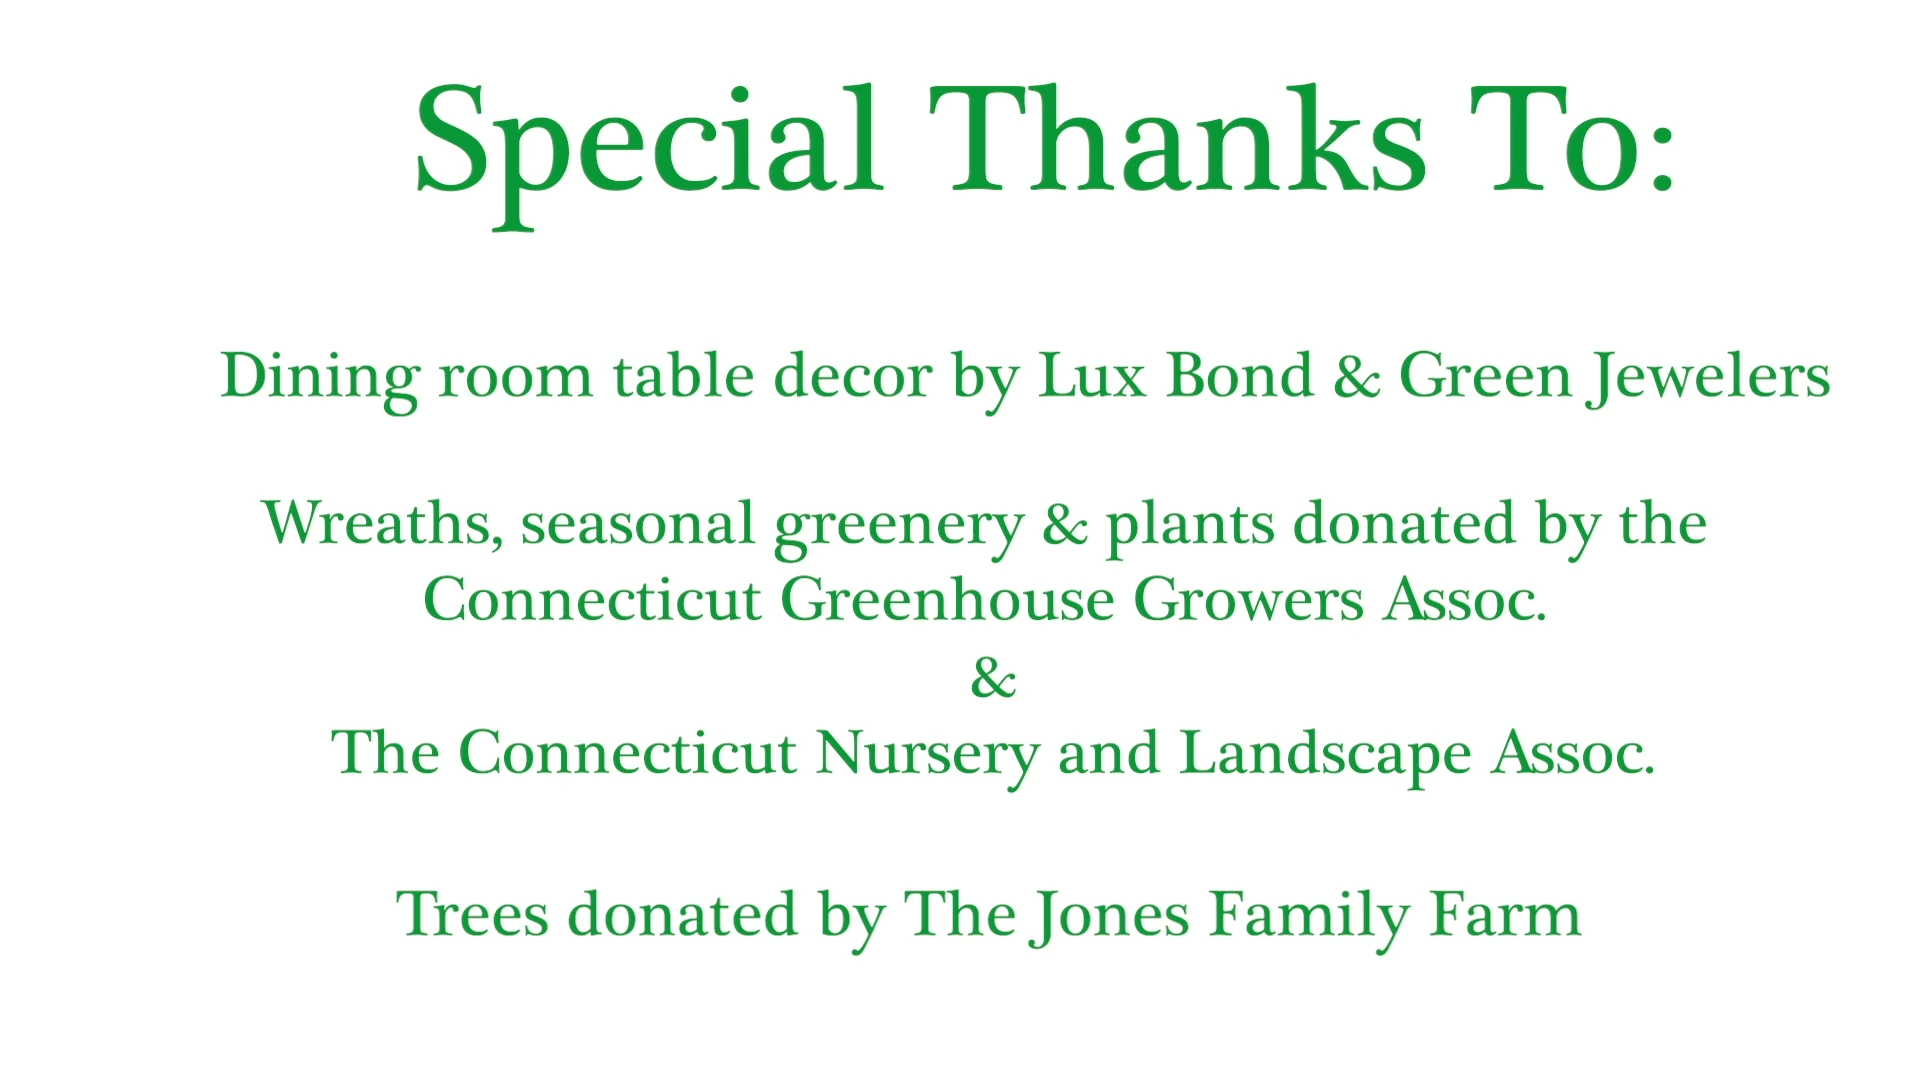 Special Thanks To:
Dining room table decor by Lux Bond & Green Jewelers
Wreaths, seasonal greenery & plants donated by the
Connecticut Greenhouse Growers Assoc.
&
The Connecticut Nursery and Landscape Assoc.
Trees donated by The Jones Family Farm